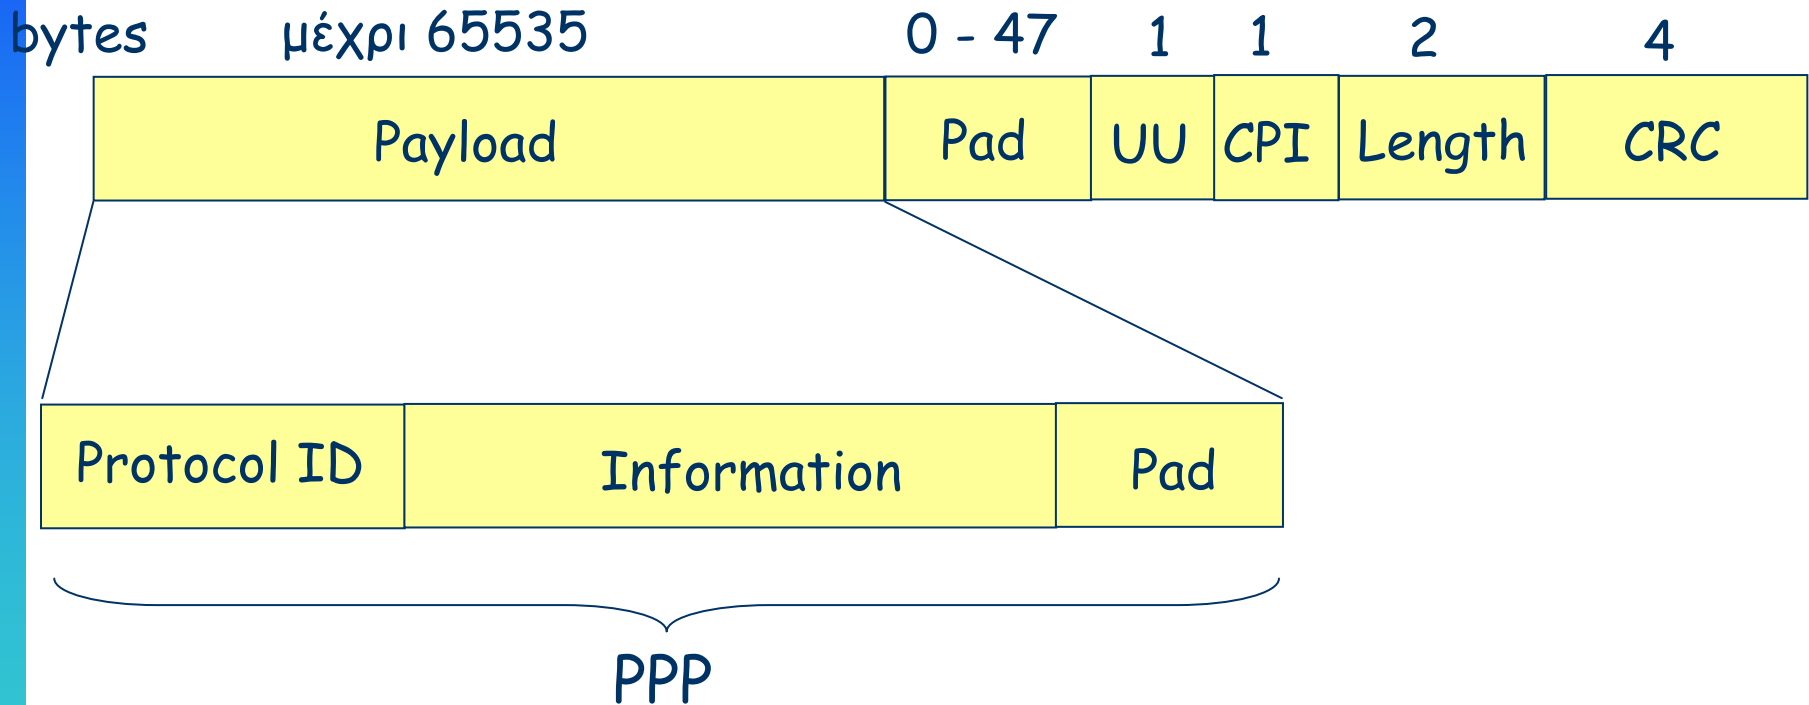 bytes μέχρι 65535 0 - 47 1 1 2 4
Payload Pad UU CPI Length CRC
Protocol ID Information Pad
PPP